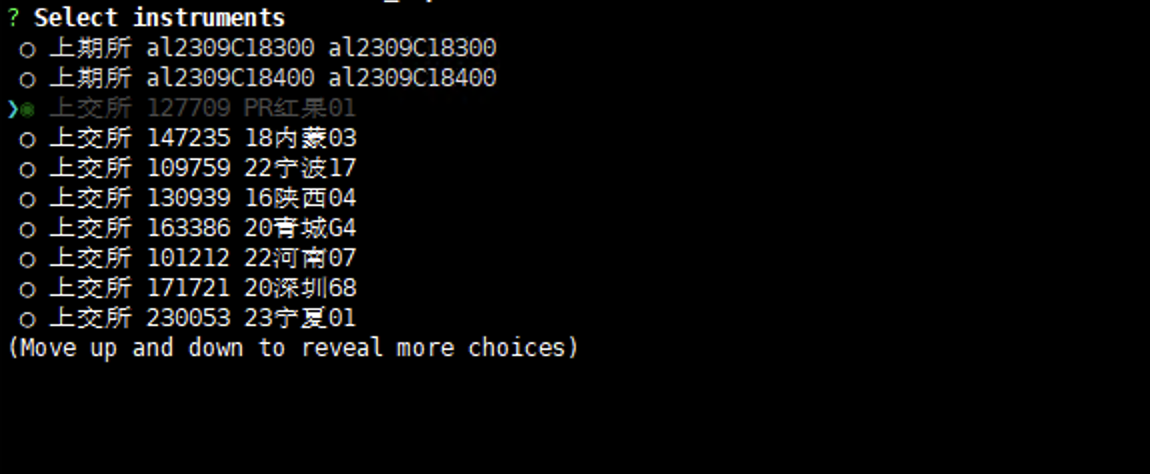 ? Select instruments
○ 上期所 al2309C18300 al2309C18300
○ 上期所 al2309C18400 al2309C18400
❯◉ 上交所 127709 PR红果01
○ 上交所 147235 18内蒙03
○ 上交所 109759 22宁波17
○ 上交所 130939 16陕西04
○ 上交所 163386 20青城G4
○ 上交所 101212 22河南07
○ 上交所 171721 20深圳68
○ 上交所 230053 23宁夏01
(Move up and down to reveal more choices)